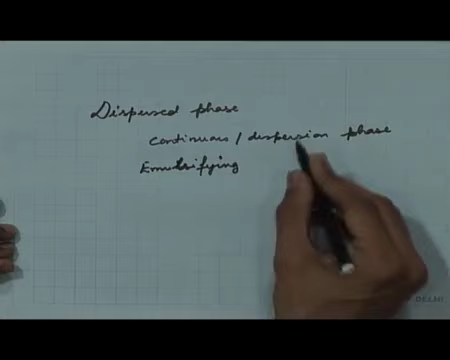 Dispersed phase
continuous / dispersion phase
Emulsifying
DELHI